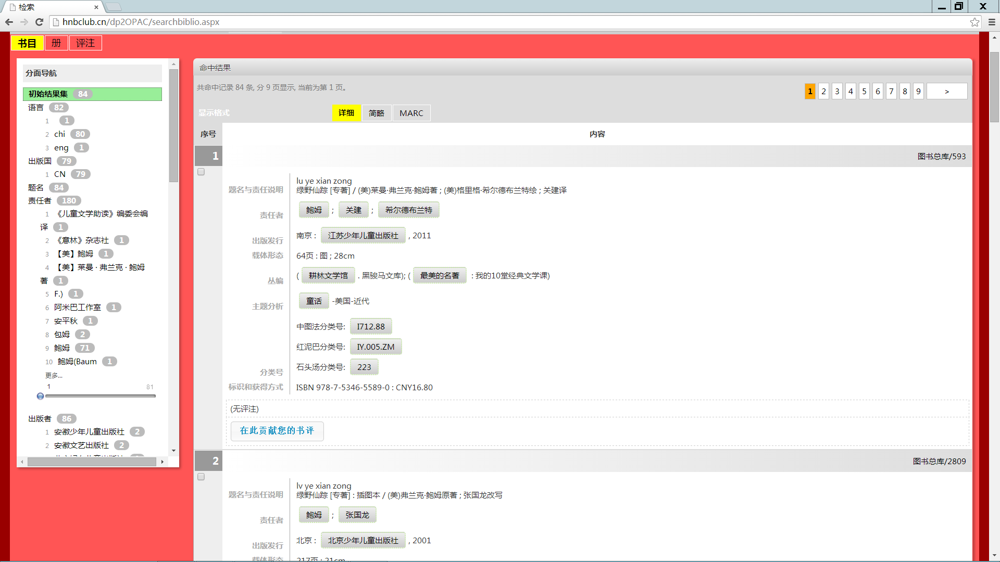 检索
hnbclub.cn/dp2OPAC/searchbiblio.aspx
书目 册 评注
分面导航
初始结果集 84
语言 82
1 1
2 chi 80
3 eng 1
出版国 79
1 CN 79
题名 84
责任者 180
1 《儿童文学助读》编委会编
译 1
2 《意林》杂志社 1
3 【美】鲍姆 1
4 【美】莱曼·弗兰克·鲍姆
著 1
5 F.) 1
6 阿米巴工作室 1
7 安平秋 1
8 包姆 2
9 鲍姆 71
10 鲍姆(Baum 1
更多...
1 81
出版者 86
1 安徽少年儿童出版社 2
2 安徽文艺出版社 2
命中结果
共命中记录 84 条, 分 9 页显示, 当前为第 1 页。
1 2 3 4 5 6 7 8 9 >
显示格式 详细 简略 MARC
序号 内容
1 图书总库/593
lu ye xian zong
题名与责任说明 绿野仙踪 [专著] / (美)莱曼·弗兰克·鲍姆著 ; (美)格里格·希尔德布兰特绘 ; 关建译
责任者 鲍姆 ; 关建 ; 希尔德布兰特
出版发行 南京 : 江苏少年儿童出版社 , 2011
载体形态 64页 : 图 ; 28cm
丛编 ( 耕林文学馆 . 黑骏马文库); ( 最美的名著 : 我的10堂经典文学课)
主题分析 童话 -美国-近代
中图法分类号: I712.88
红泥巴分类号: IY.005.ZM
分类号 石头汤分类号: 223
标识和获得方式 ISBN 978-7-5346-5589-0 : CNY16.80
(无评注)
在此贡献您的书评
2 图书总库/2809
lv ye xian zong
题名与责任说明 绿野仙踪 [专著] : 插图本 / (美)弗兰克·鲍姆原著 ; 张国龙改写
责任者 鲍姆 ; 张国龙
出版发行 北京 : 北京少年儿童出版社 , 2001
载体形态 217页 : 21cm